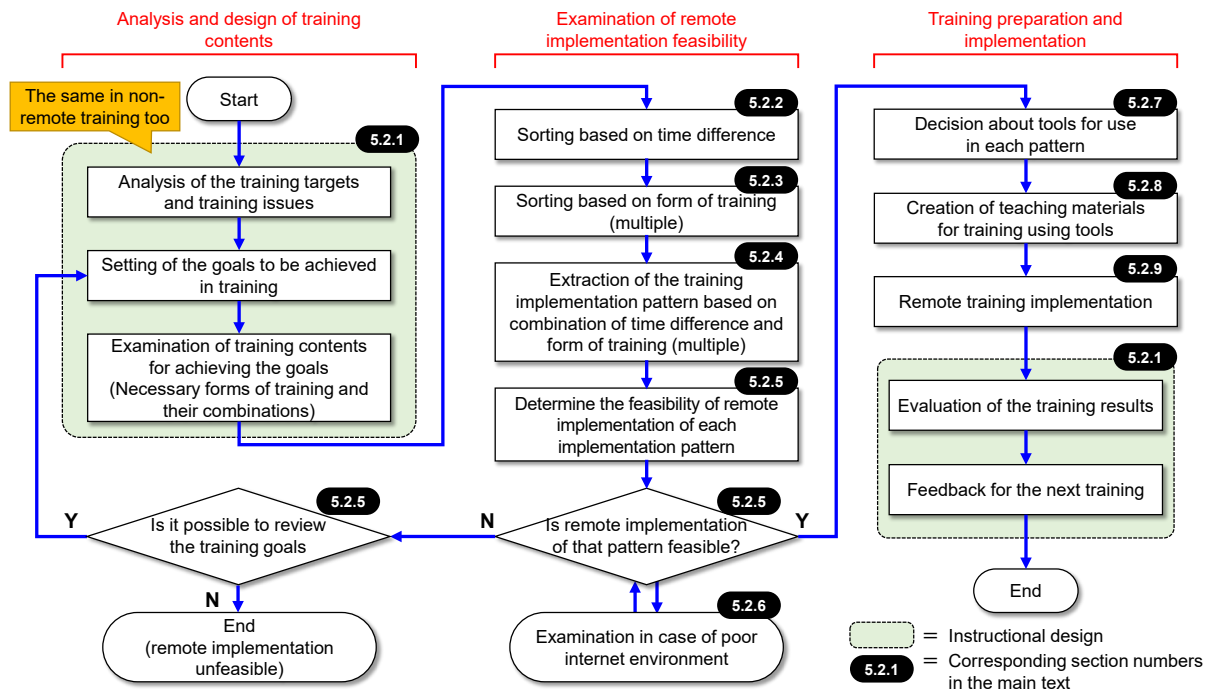 Analysis and design of training
contents
The same in non-
remote training too
Start
5.2.1
Analysis of the training targets
and training issues
Setting of the goals to be achieved
in training
Examination of training contents
for achieving the goals
(Necessary forms of training and
their combinations)
5.2.5
Is it possible to review
the training goals
Y
N
End
(remote implementation
unfeasible)
Examination of remote
implementation feasibility
5.2.2
Sorting based on time difference
5.2.3
Sorting based on form of training
(multiple)
5.2.4
Extraction of the training
implementation pattern based on
combination of time difference and
form of training (multiple)
5.2.5
Determine the feasibility of remote
implementation of each
implementation pattern
5.2.5
N
Is remote implementation
of that pattern feasible?
Y
5.2.6
Examination in case of poor
internet environment
Training preparation and
implementation
5.2.7
Decision about tools for use
in each pattern
5.2.8
Creation of teaching materials
for training using tools
5.2.9
Remote training implementation
5.2.1
Evaluation of the training results
Feedback for the next training
End
= Instructional design
5.2.1 = Corresponding section numbers
in the main text